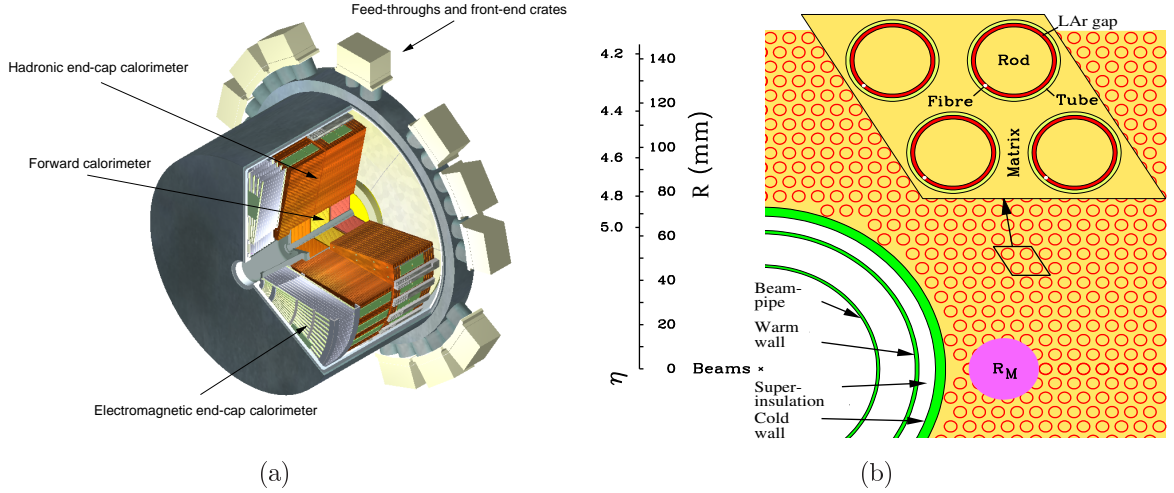 Feed-throughs and front-end crates
Hadronic end-cap calorimeter
Forward calorimeter
Electromagnetic end-cap calorimeter
(a)
4.2
4.4
4.6
4.8
5.0
η
140
120
100
80
60
40
20
0
R (mm)
Beams ×
LAr gap
Rod
Fibre
Tube
Matrix
Beam-
pipe
Warm
wall
Super-
insulation
Cold
wall
R_M
(b)